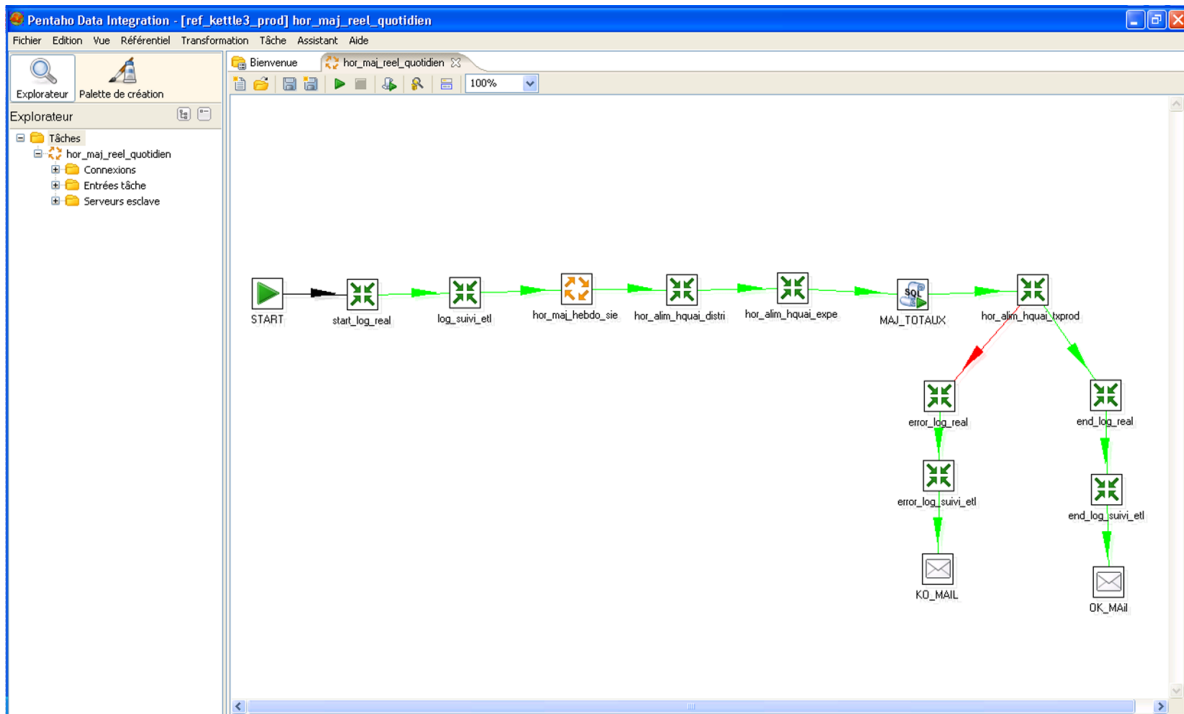 Pentaho Data Integration - [ref_kettle3_prod] hor_maj_reel_quotidien
Fichier Edition Vue Référentiel Transformation Tâche Assistant Aide
Explorateur Palette de création
Bienvenue hor_maj_reel_quotidien
100%
Explorateur
Tâches
hor_maj_reel_quotidien
Connexions
Entrées tâche
Serveurs esclave
SQL
START start_log_real log_suivi_etl hor_maj_hebdo_sie hor_alim_hquai_distri hor_alim_hquai_expe MAJ_TOTAUX hor_alim_hquai_txprod
error_log_real end_log_real
error_log_suivi_etl end_log_suivi_etl
KO_MAIL OK_MAil